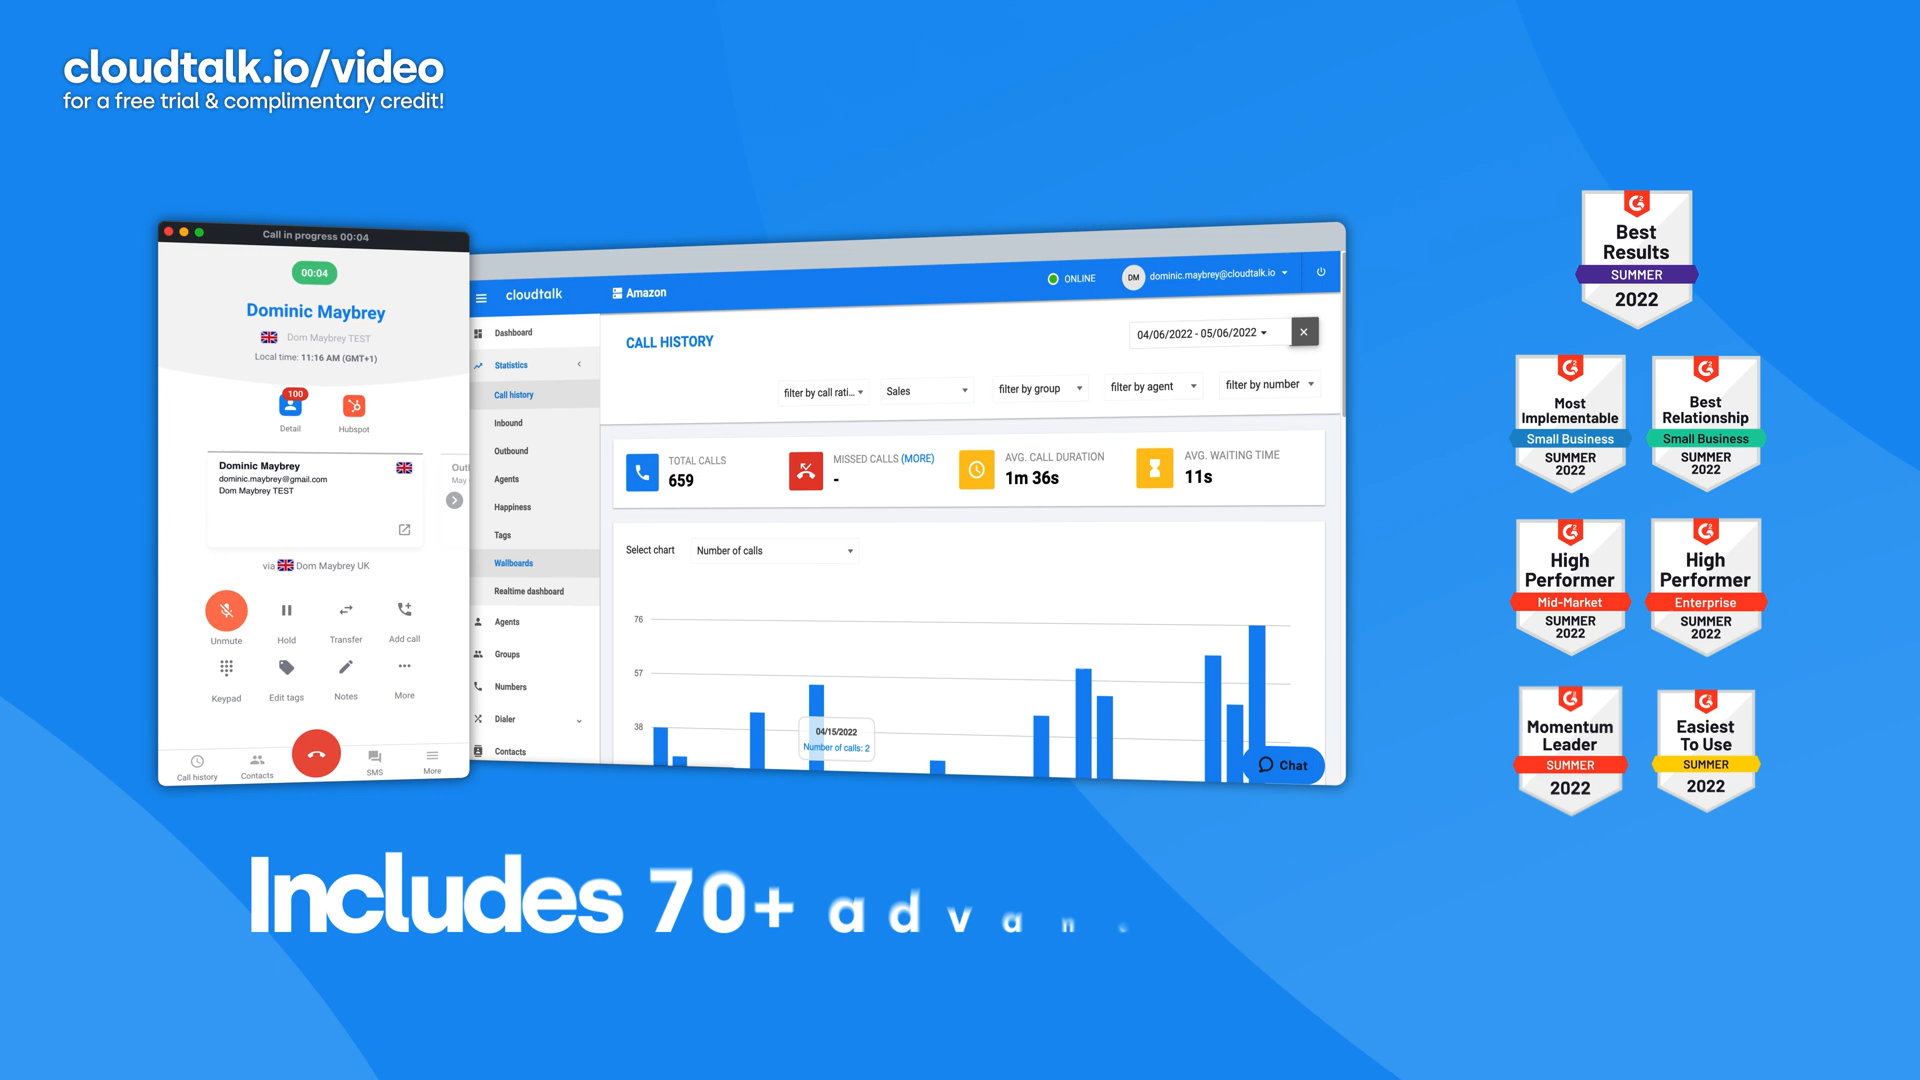 cloudtalk.io/video
for a free trial & complimentary credit!
Call in progress 00:04
00:04
Dominic Maybrey
Dom Maybrey TEST
Local time: 11:16 AM (GMT+1)
100
Detail
Hubspot
Dominic Maybrey
dominic.maybrey@gmail.com
Dom Maybrey TEST
May
via Dom Maybrey UK
Unmute
Hold
Transfer
Add call
Keypad
Edit tags
Notes
More
Call history
Contacts
SMS
More
cloudtalk
Amazon
ONLINE
DM
dominic.maybrey@cloudtalk.io
Dashboard
Statistics
Call history
Inbound
Outbound
Agents
Happiness
Tags
Wallboards
Realtime dashboard
Agents
Groups
Numbers
Dialer
Contacts
CALL HISTORY
04/06/2022 - 05/06/2022
filter by call rati...
Sales
filter by group
filter by agent
filter by number
TOTAL CALLS
659
MISSED CALLS (MORE)
-
AVG. CALL DURATION
1m 36s
AVG. WAITING TIME
11s
Select chart
Number of calls
76
57
38
04/15/2022
Number of calls: 2
Chat
G2
Best
Results
SUMMER
2022
G2
Most
Implementable
Small Business
SUMMER
2022
G2
Best
Relationship
Small Business
SUMMER
2022
G2
High
Performer
Mid-Market
SUMMER
2022
G2
High
Performer
Enterprise
SUMMER
2022
G2
Momentum
Leader
SUMMER
2022
G2
Easiest
To Use
SUMMER
2022
Includes 70+ advan